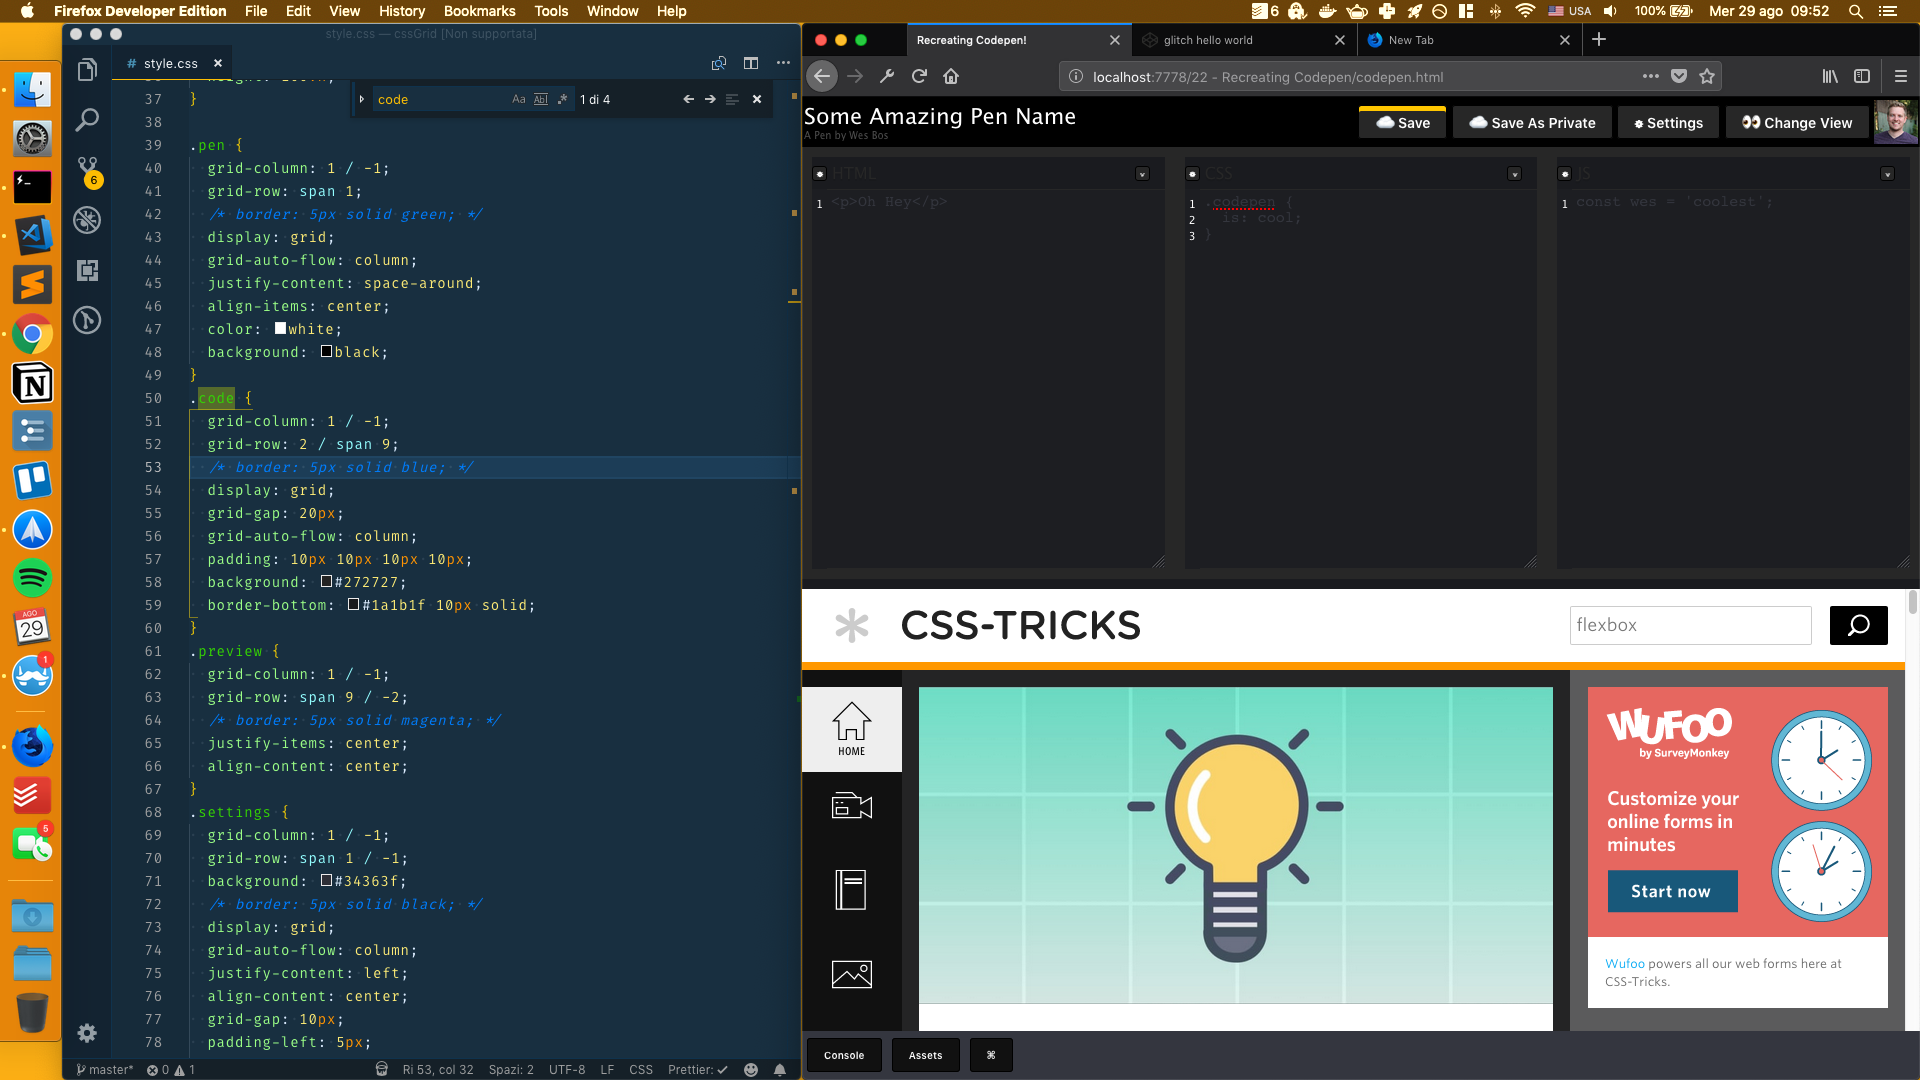 Firefox Developer Edition File Edit View History Bookmarks Tools Window Help
6 USA 100% Mer 29 ago 09:52
style.css — cssGrid [Non supportata]
# style.css
code Aa Abl .* 1 di 4
37 }
38
39 .pen {
40 grid-column: 1 / -1;
41 grid-row: span 1;
42 /* border: 5px solid green; */
43 display: grid;
44 grid-auto-flow: column;
45 justify-content: space-around;
46 align-items: center;
47 color: white;
48 background: black;
49 }
50 .code {
51 grid-column: 1 / -1;
52 grid-row: 2 / span 9;
53 /* border: 5px solid blue; */
54 display: grid;
55 grid-gap: 20px;
56 grid-auto-flow: column;
57 padding: 10px 10px 10px 10px;
58 background: #272727;
59 border-bottom: #1a1b1f 10px solid;
60 }
61 .preview {
62 grid-column: 1 / -1;
63 grid-row: span 9 / -2;
64 /* border: 5px solid magenta; */
65 justify-items: center;
66 align-content: center;
67 }
68 .settings {
69 grid-column: 1 / -1;
70 grid-row: span 1 / -1;
71 background: #34363f;
72 /* border: 5px solid black; */
73 display: grid;
74 grid-auto-flow: column;
75 justify-content: left;
76 align-content: center;
77 grid-gap: 10px;
78 padding-left: 5px;
6
AGO
29
1
5
master* 0 1 Ri 53, col 32 Spazi: 2 UTF-8 LF CSS Prettier: ✓
Recreating Codepen! glitch hello world New Tab
localhost:7778/22 - Recreating Codepen/codepen.html
Some Amazing Pen Name
A Pen by Wes Bos
Save Save As Private Settings Change View
HTML
1 <p>Oh Hey</p>
CSS
1 .codepen {
2 is: cool;
3 }
JS
1 const wes = 'coolest';
CSS-TRICKS
flexbox
HOME
WUFOO
by SurveyMonkey
Customize your
online forms in
minutes
Start now
Wufoo powers all our web forms here at
CSS-Tricks.
Console Assets ⌘